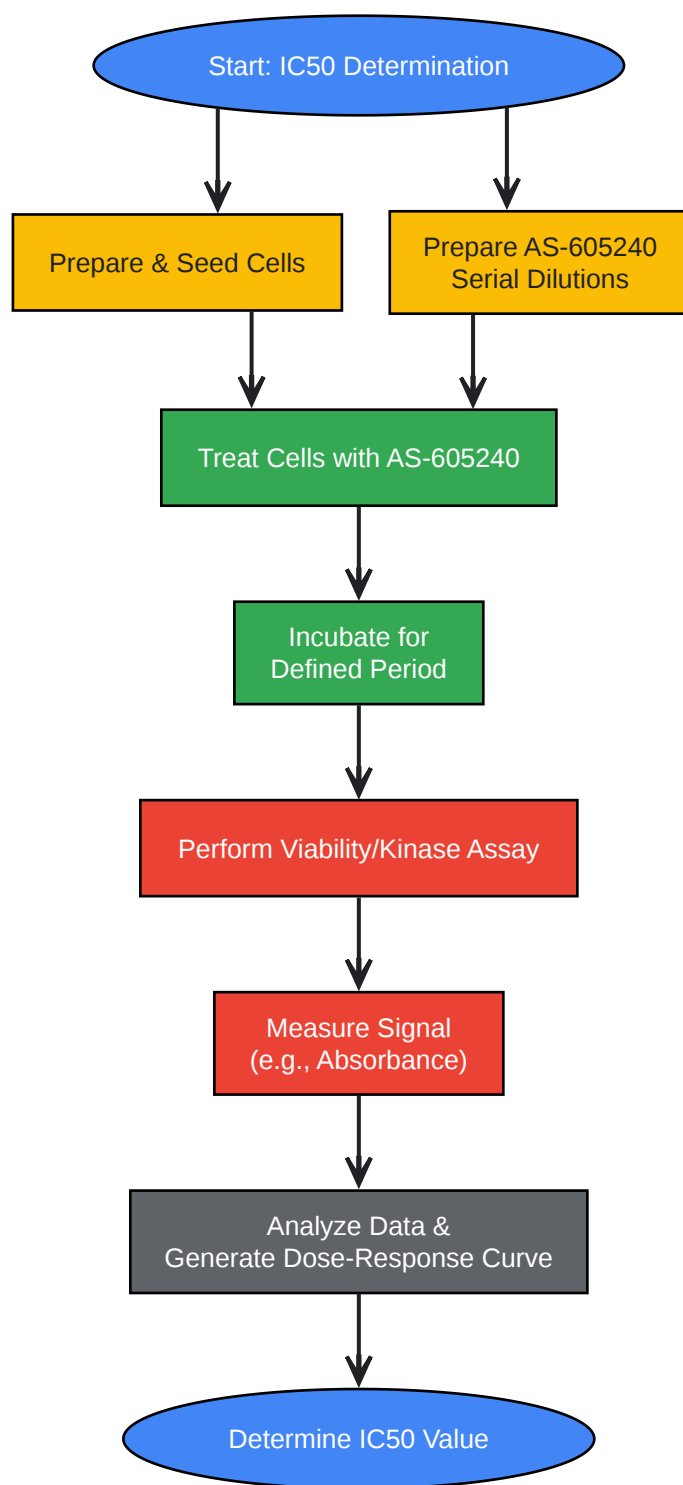 Start: IC50 Determination
Prepare & Seed Cells
Prepare AS-605240
Serial Dilutions
Treat Cells with AS-605240
Incubate for
Defined Period
Perform Viability/Kinase Assay
Measure Signal
(e.g., Absorbance)
Analyze Data &
Generate Dose-Response Curve
Determine IC50 Value